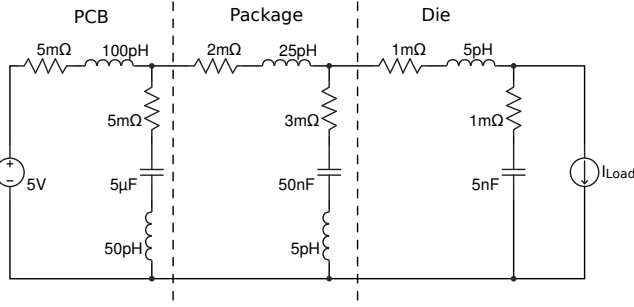 PCB
Package
Die
5mΩ
100pH
2mΩ
25pH
1mΩ
5pH
5mΩ
3mΩ
1mΩ
+
−
5V
5µF
50nF
5nF
ILoad
50pH
5pH